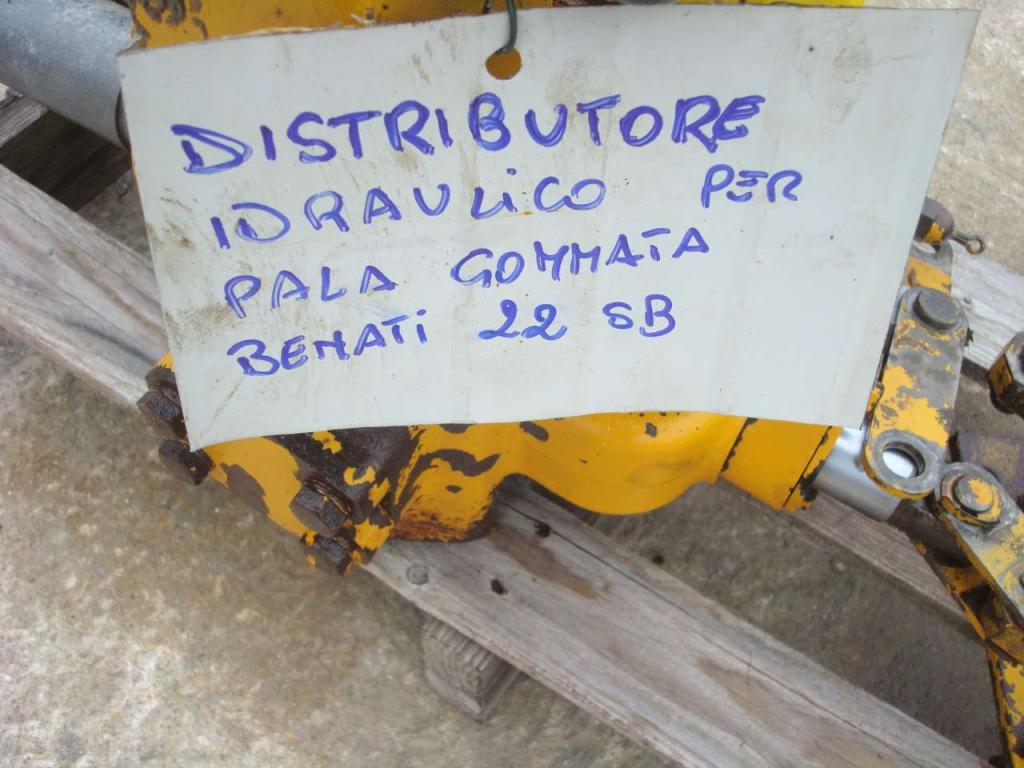 DISTRIBUTORE
IDRAULiCO PER
PALA GOMMATA
BENATi 22 SB